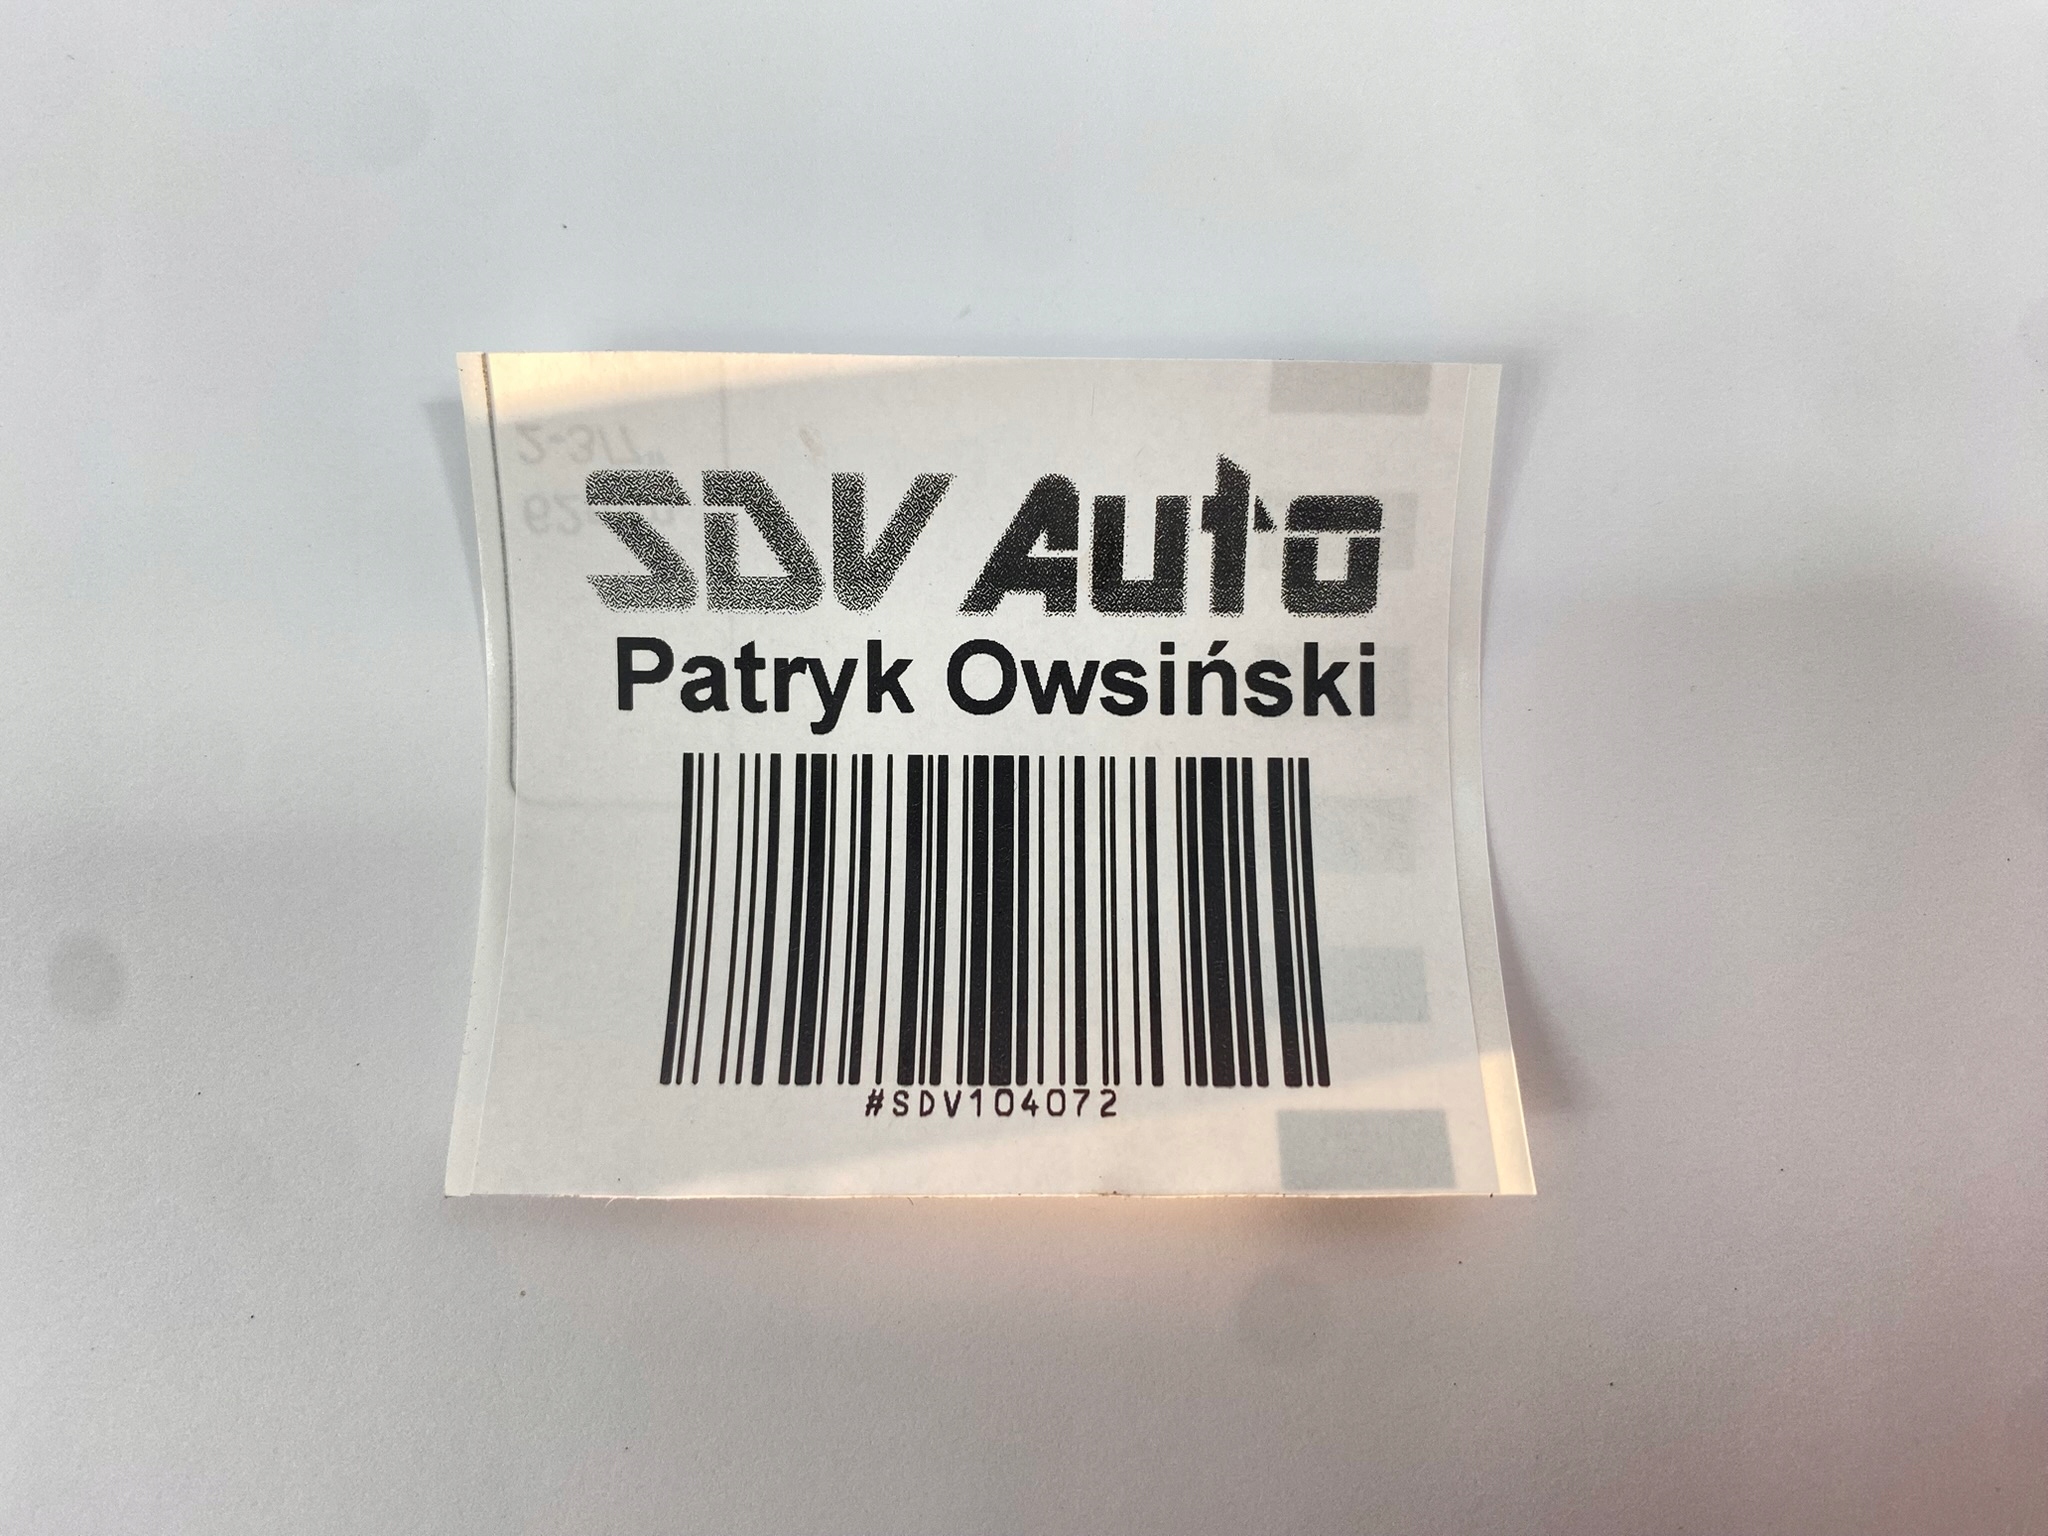 SDV Auto
Patryk Owsiński
#SDV104072